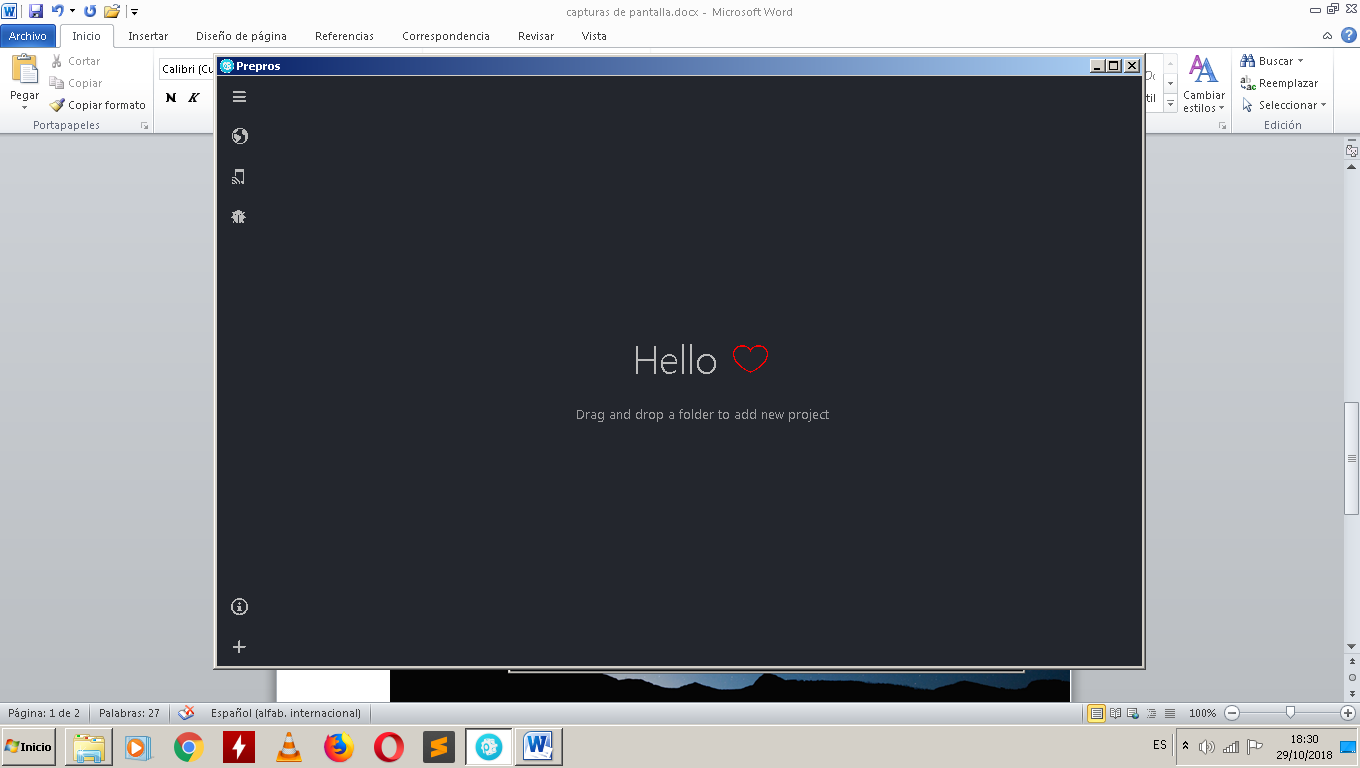 capturas de pantalla.docx - Microsoft Word
Archivo Inicio Insertar Diseño de página Referencias Correspondencia Revisar Vista
Pegar
Cortar
Copiar
Copiar formato
Portapapeles
Calibri (Cu
N K
Cambiar
estilos
Buscar
Reemplazar
Seleccionar
Edición
Prepros
Hello
Drag and drop a folder to add new project
Página: 1 de 2 Palabras: 27 Español (alfab. internacional) 100%
Inicio
ES
18:30
29/10/2018